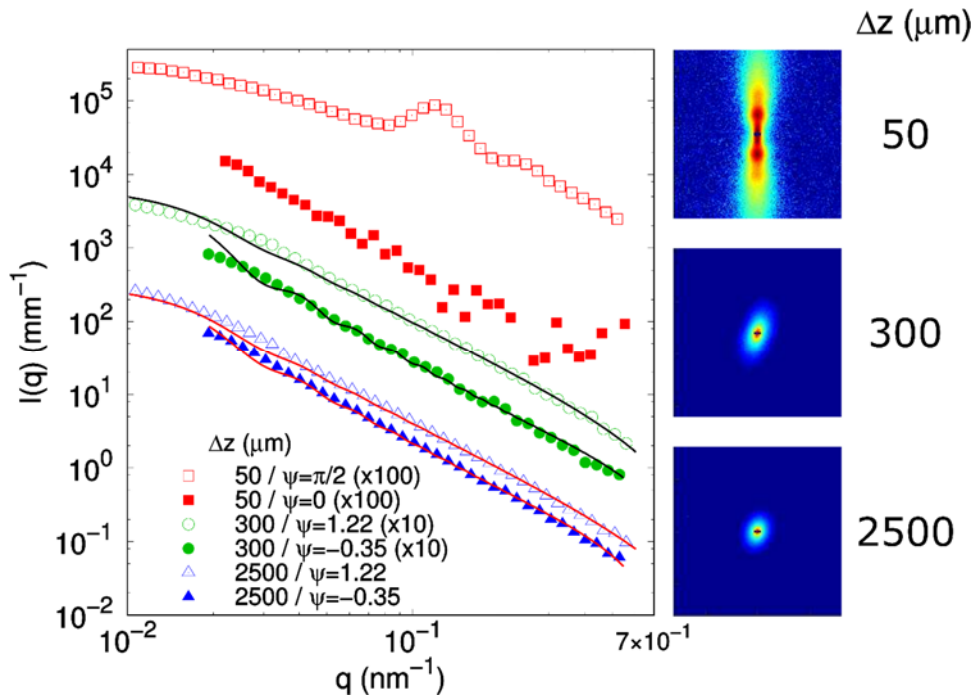 Δz (μm)
10⁵
10⁴
10³
10²
10¹
10⁰
10⁻¹
10⁻²
I(q) (mm⁻¹)
Δz (μm)
50 / ψ=π/2 (x100)
50 / ψ=0 (x100)
300 / ψ=1.22 (x10)
300 / ψ=−0.35 (x10)
2500 / ψ=1.22
2500 / ψ=−0.35
10⁻² 10⁻¹ 7×10⁻¹
q (nm⁻¹)
50
300
2500